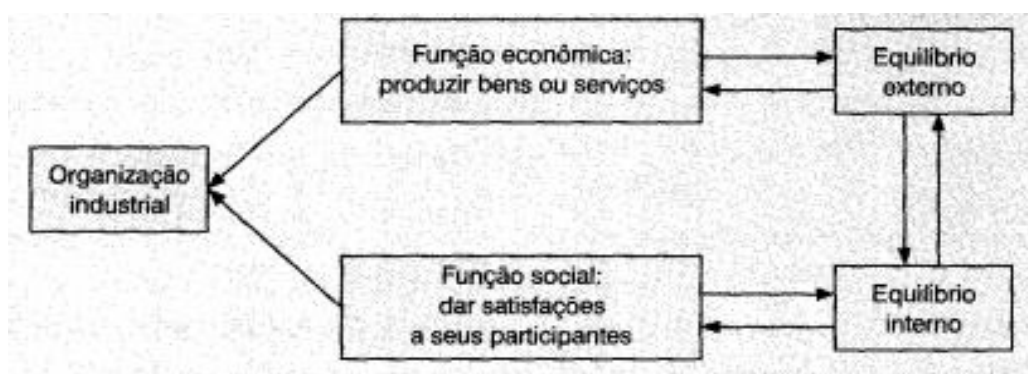 Função econômica:
produzir bens ou serviços
Equilíbrio
externo
Organização
industrial
Função social:
dar satisfações
a seus participantes
Equilíbrio
interno